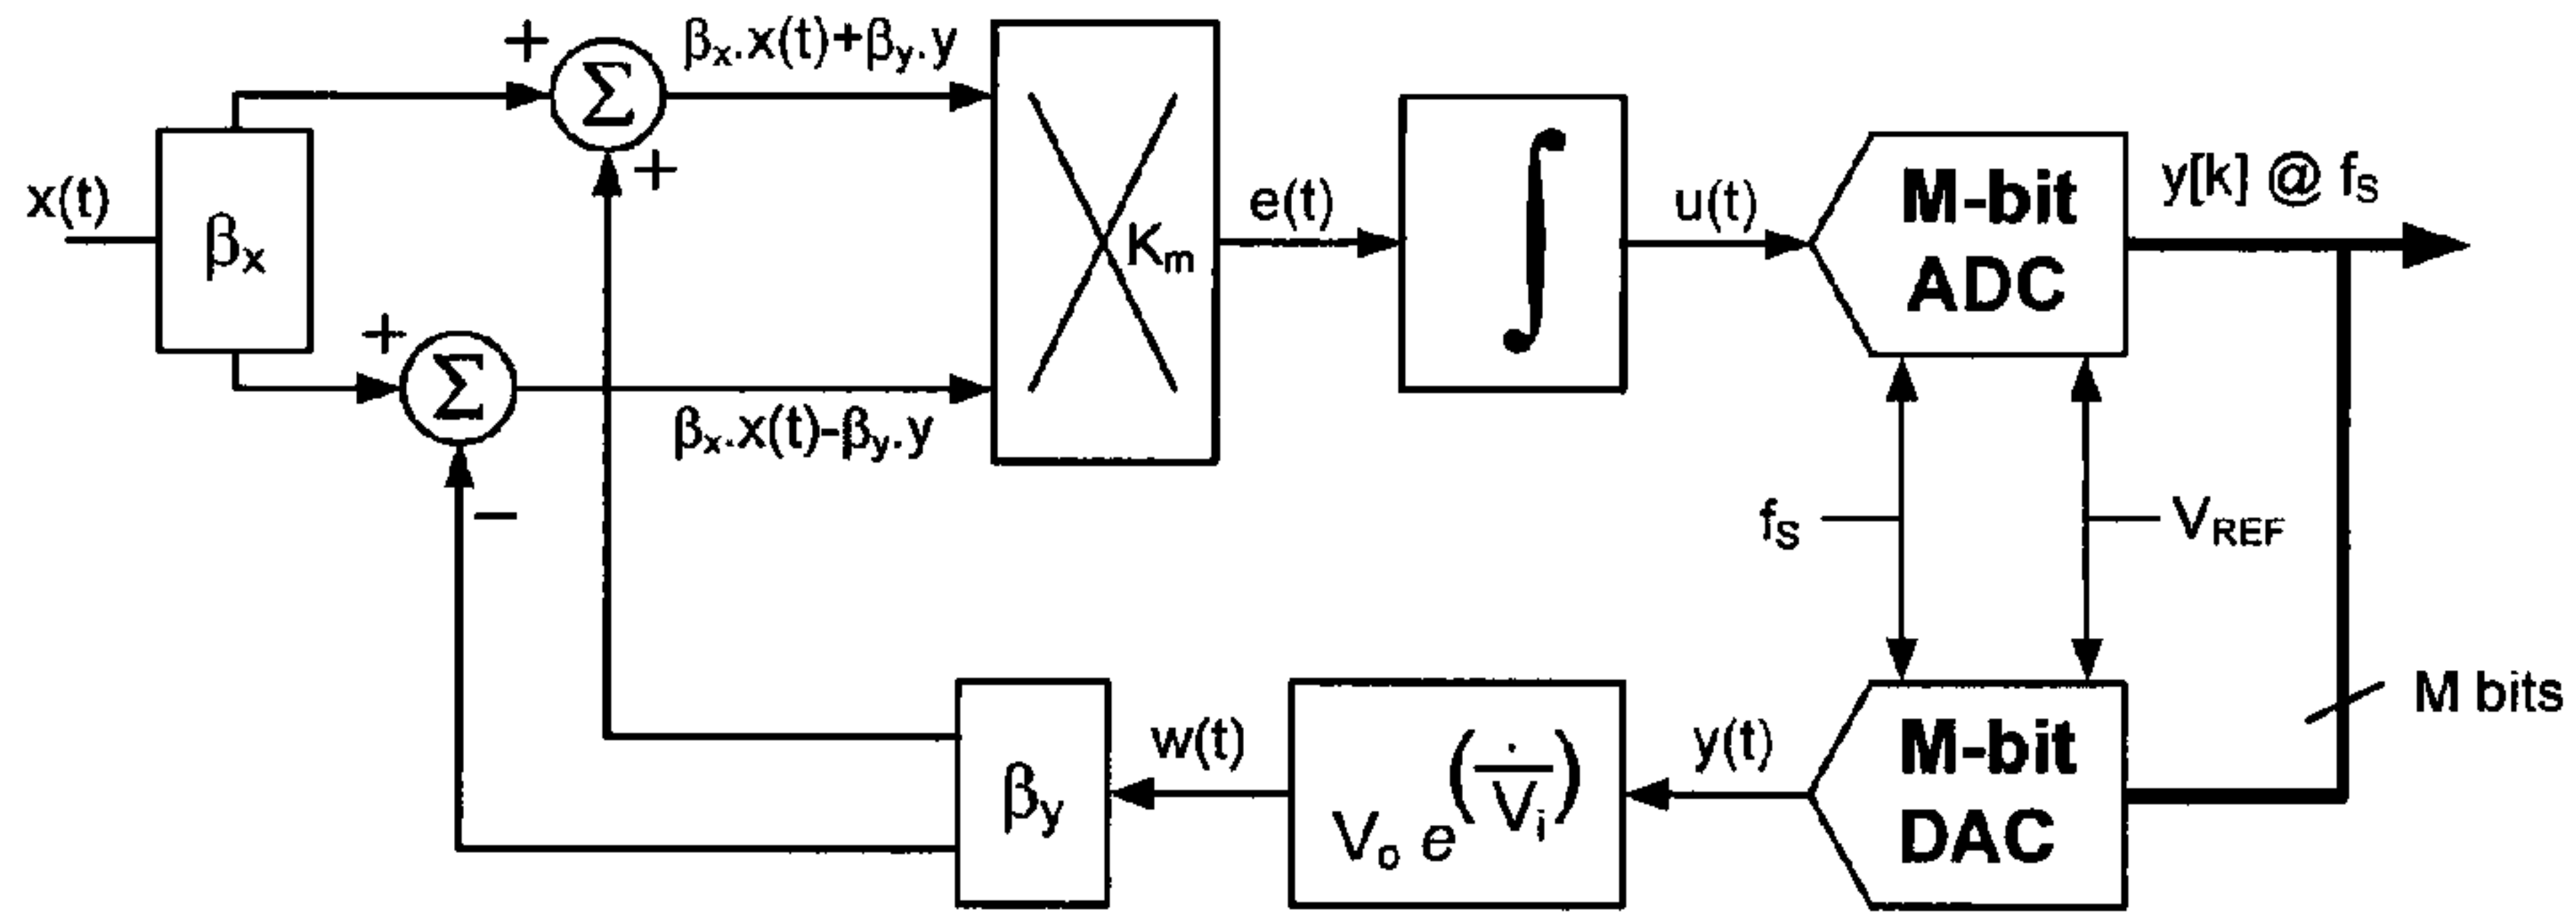 x(t)
βx
+
Σ
+
βx.x(t)+βy.y
+
Σ
−
βx.x(t)-βy.y
Km
e(t)
∫
u(t)
M-bit
ADC
y[k] @ fS
fS
VREF
M bits
M-bit
DAC
y(t)
Vo e(·/Vi)
w(t)
βy